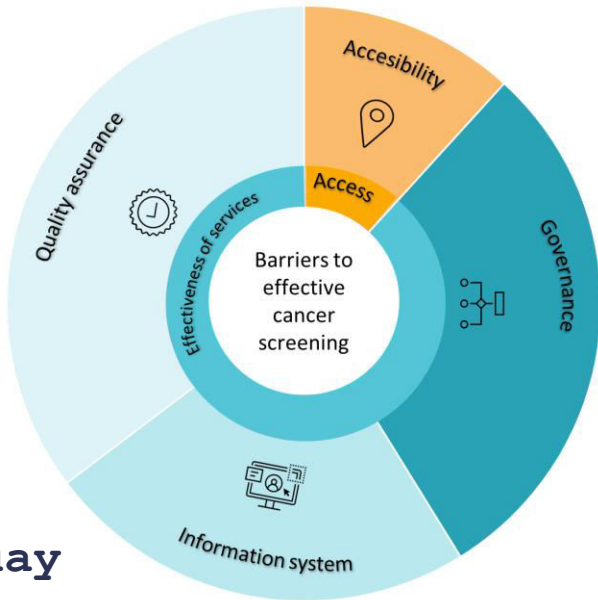 Accesibility
Access
Quality assurance
Effectiveness of services
Governance
Barriers to
effective
cancer
screening
Information system